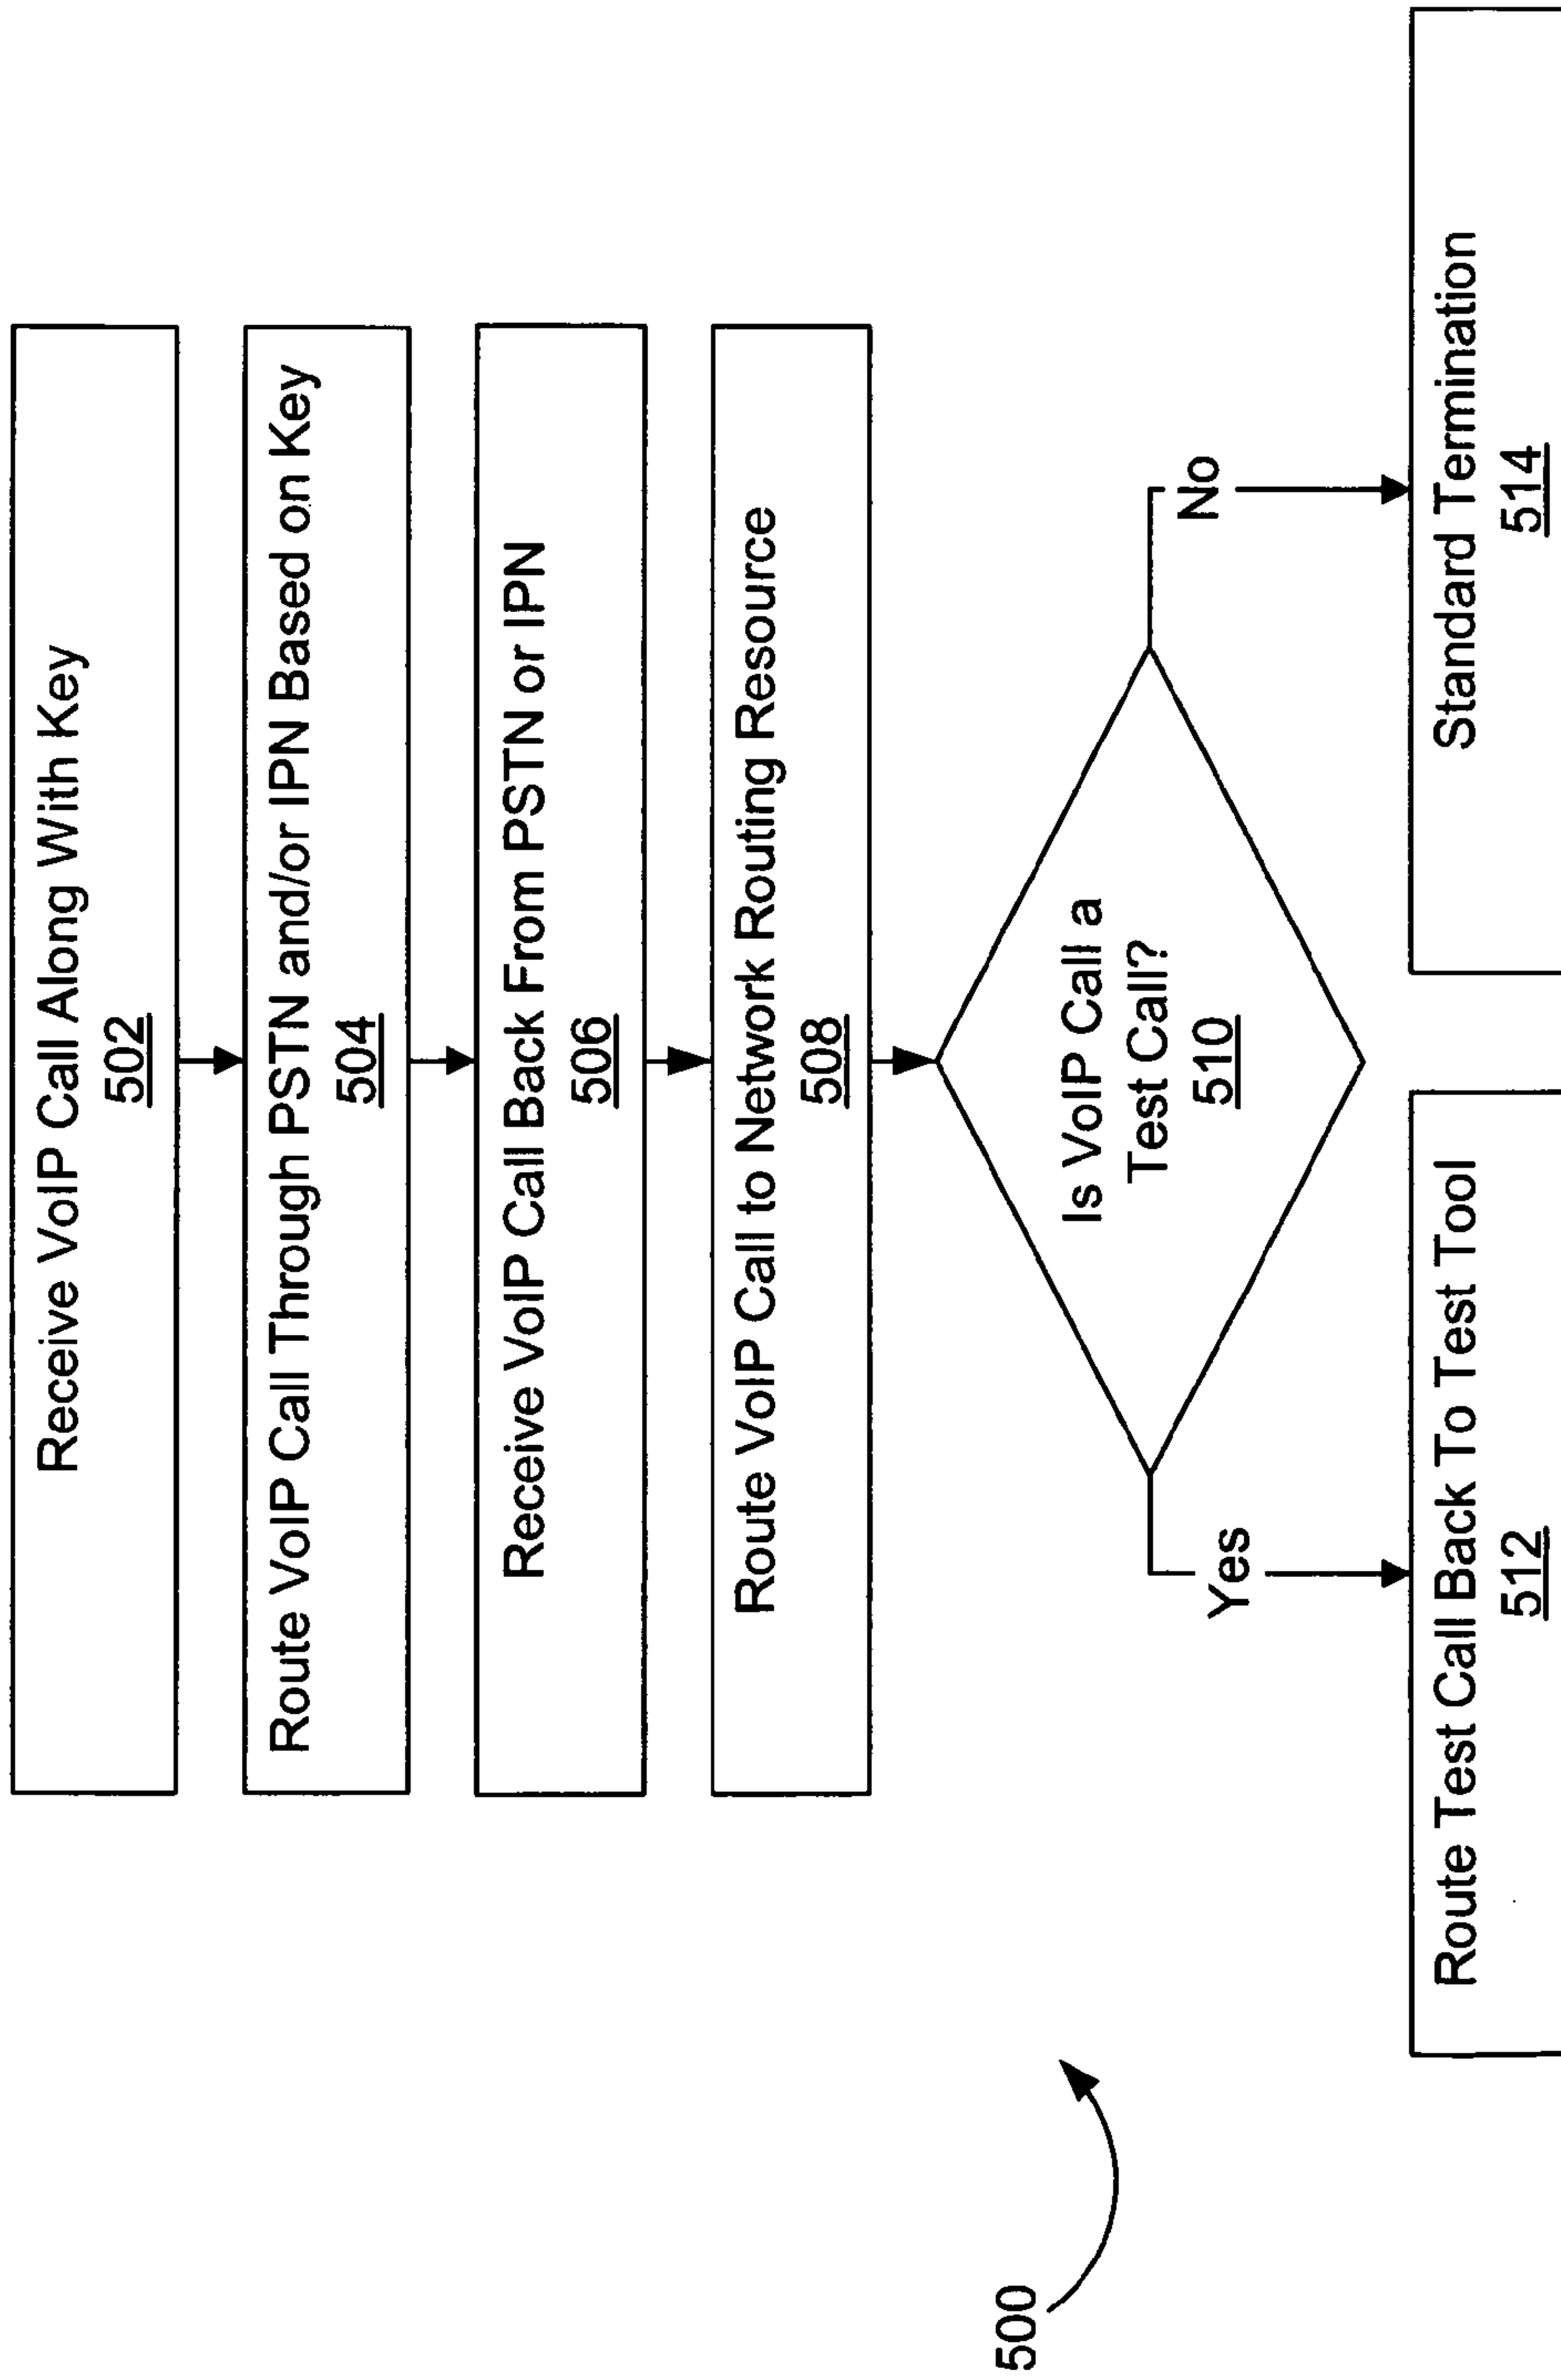 Receive VoIP Call Along With Key
502
Route VoIP Call Through PSTN and/or IPN Based on Key
504
Receive VoIP Call Back From PSTN or IPN
506
Route VoIP Call to Network Routing Resource
508
Is VoIP Call a
Test Call?
510
Yes
No
Route Test Call Back To Test Tool
512
Standard Termination
514
500